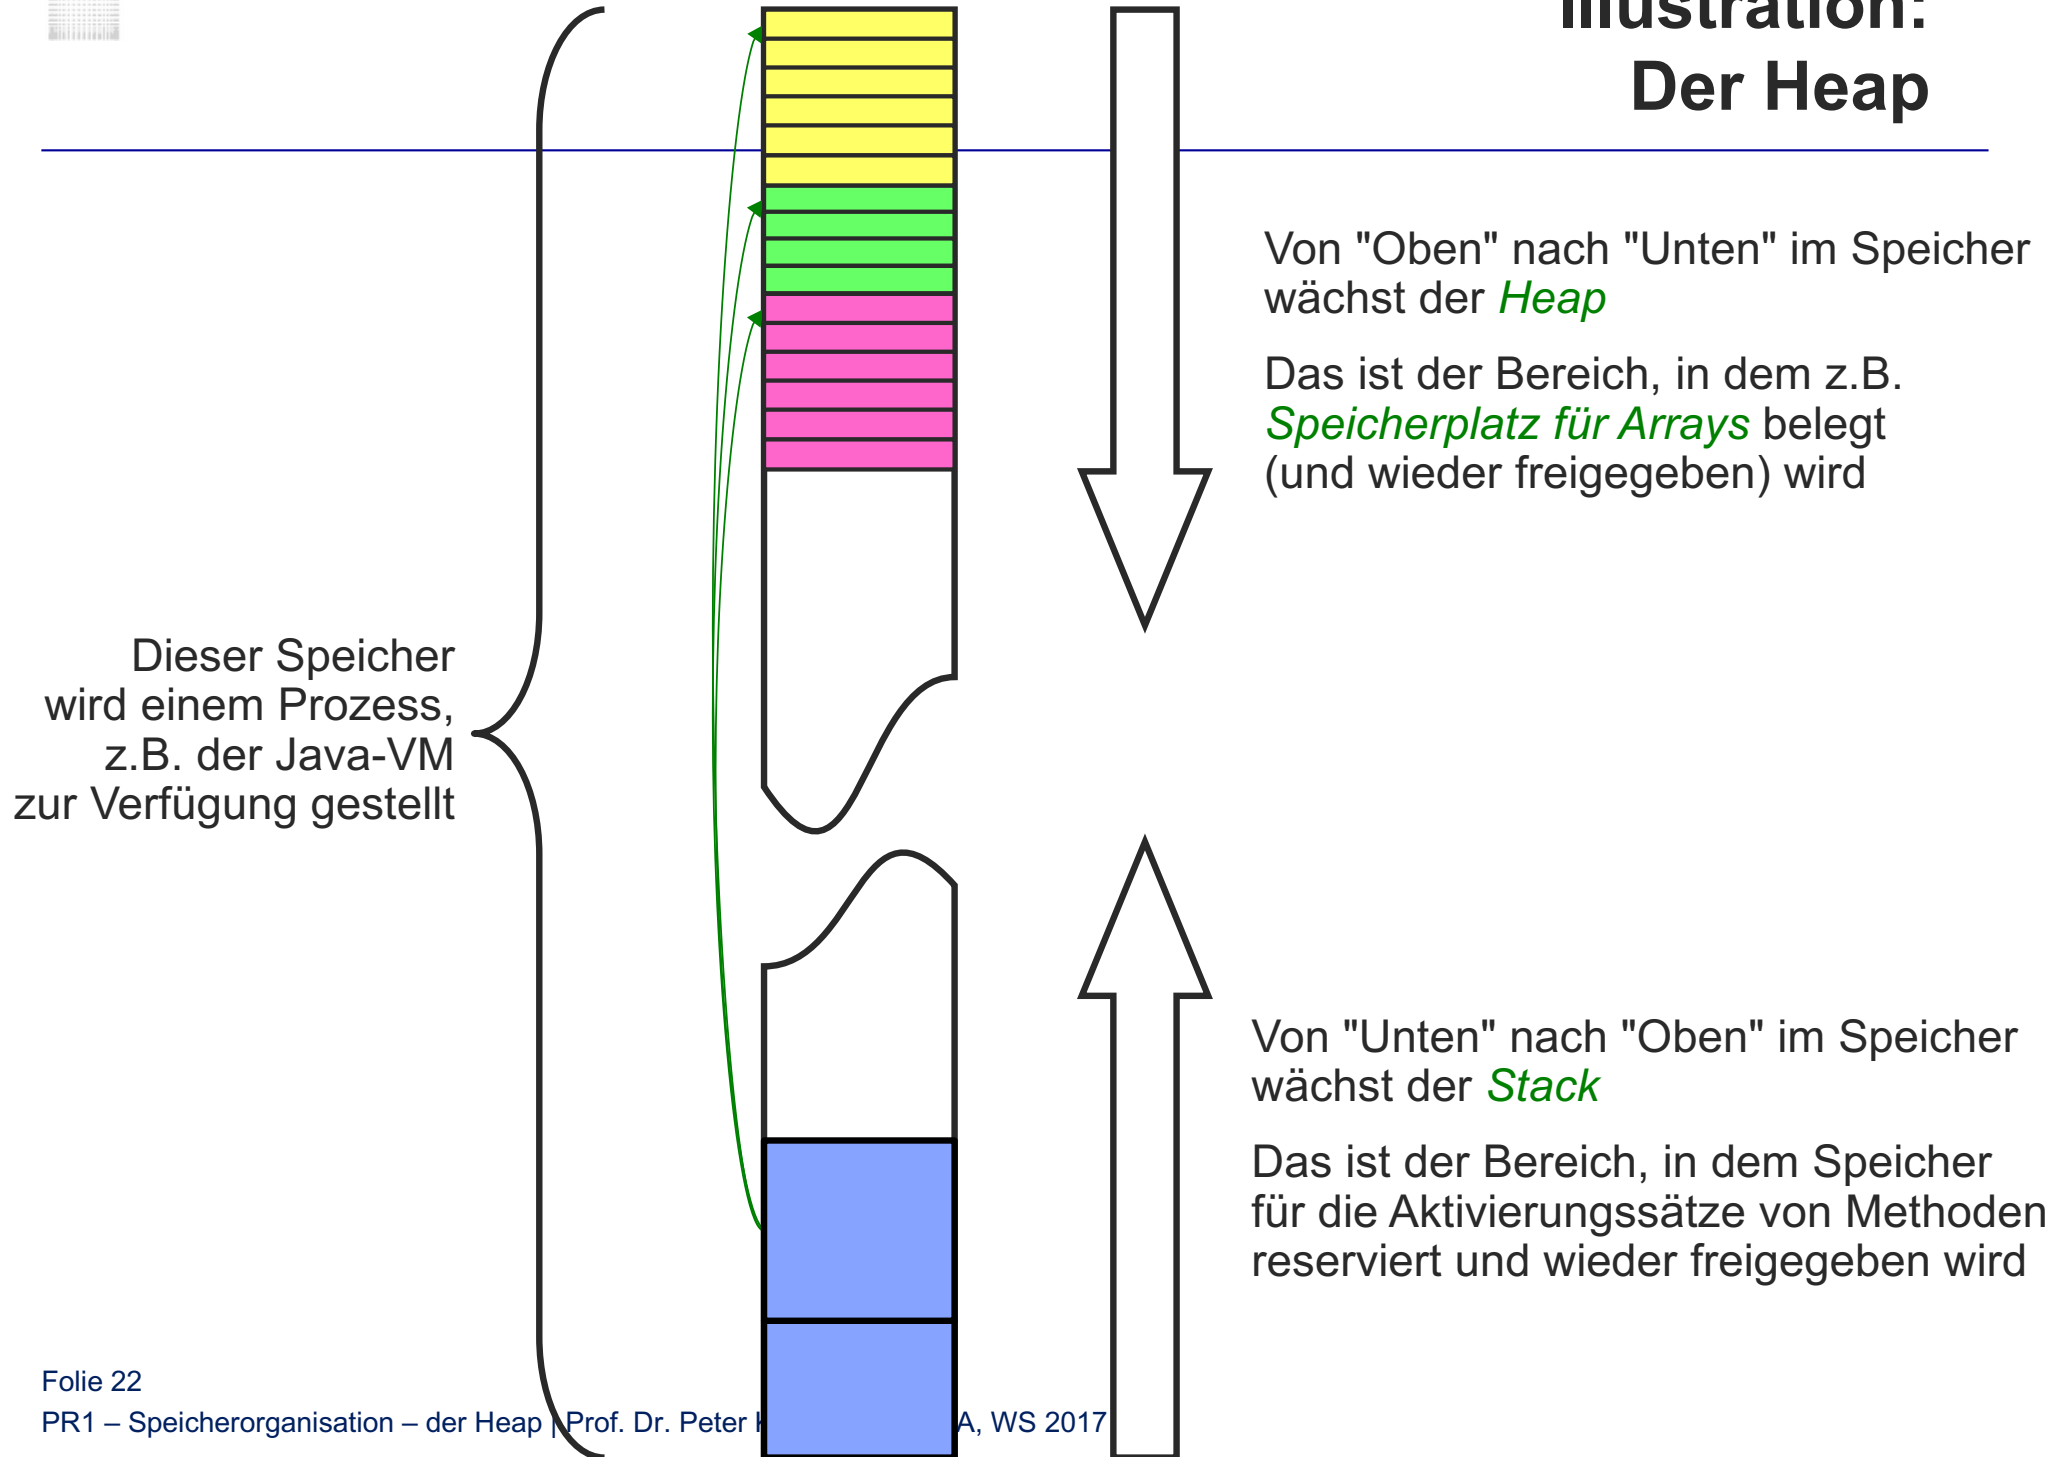 Illustration:
Der Heap
Von "Oben" nach "Unten" im Speicher
wächst der Heap
Das ist der Bereich, in dem z.B.
Speicherplatz für Arrays belegt
(und wieder freigegeben) wird
Dieser Speicher
wird einem Prozess,
z.B. der Java-VM
zur Verfügung gestellt
Von "Unten" nach "Oben" im Speicher
wächst der Stack
Das ist der Bereich, in dem Speicher
für die Aktivierungssätze von Methoden
reserviert und wieder freigegeben wird
Folie 22
PR1 – Speicherorganisation – der Heap | Prof. Dr. Peter A, WS 2017